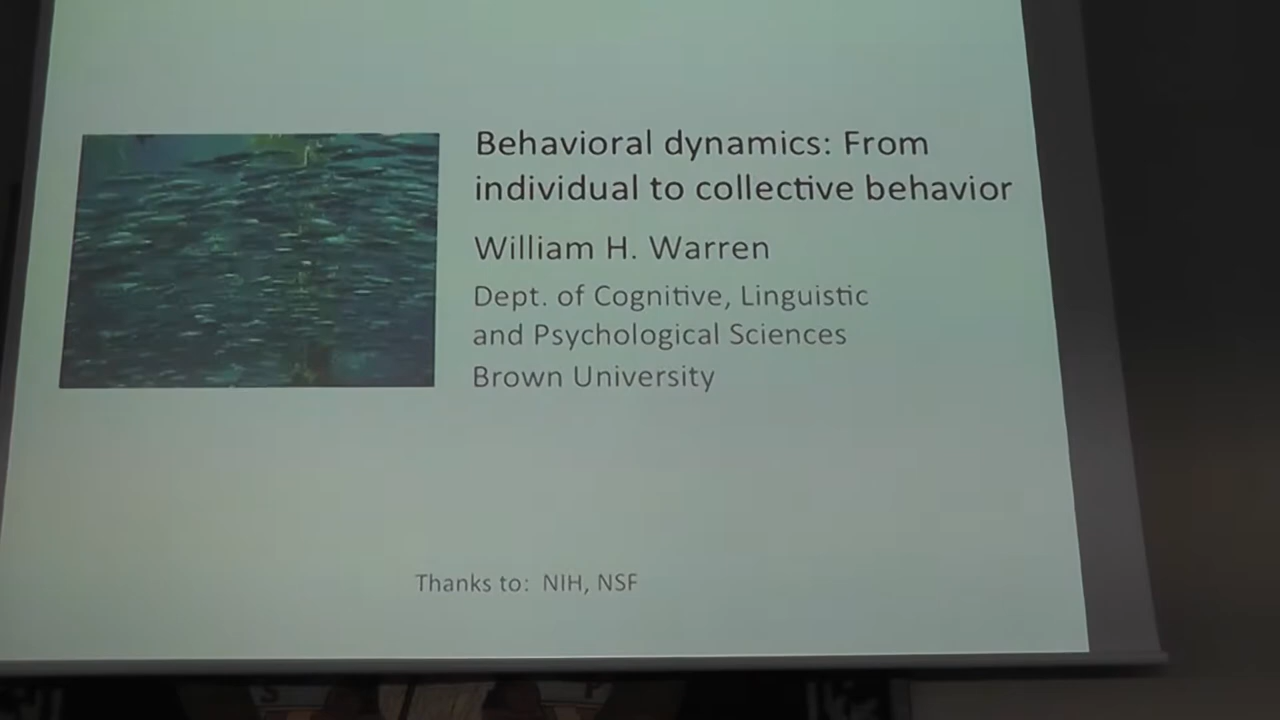 Behavioral dynamics: From
individual to collective behavior
William H. Warren
Dept. of Cognitive, Linguistic
and Psychological Sciences
Brown University
Thanks to: NIH, NSF